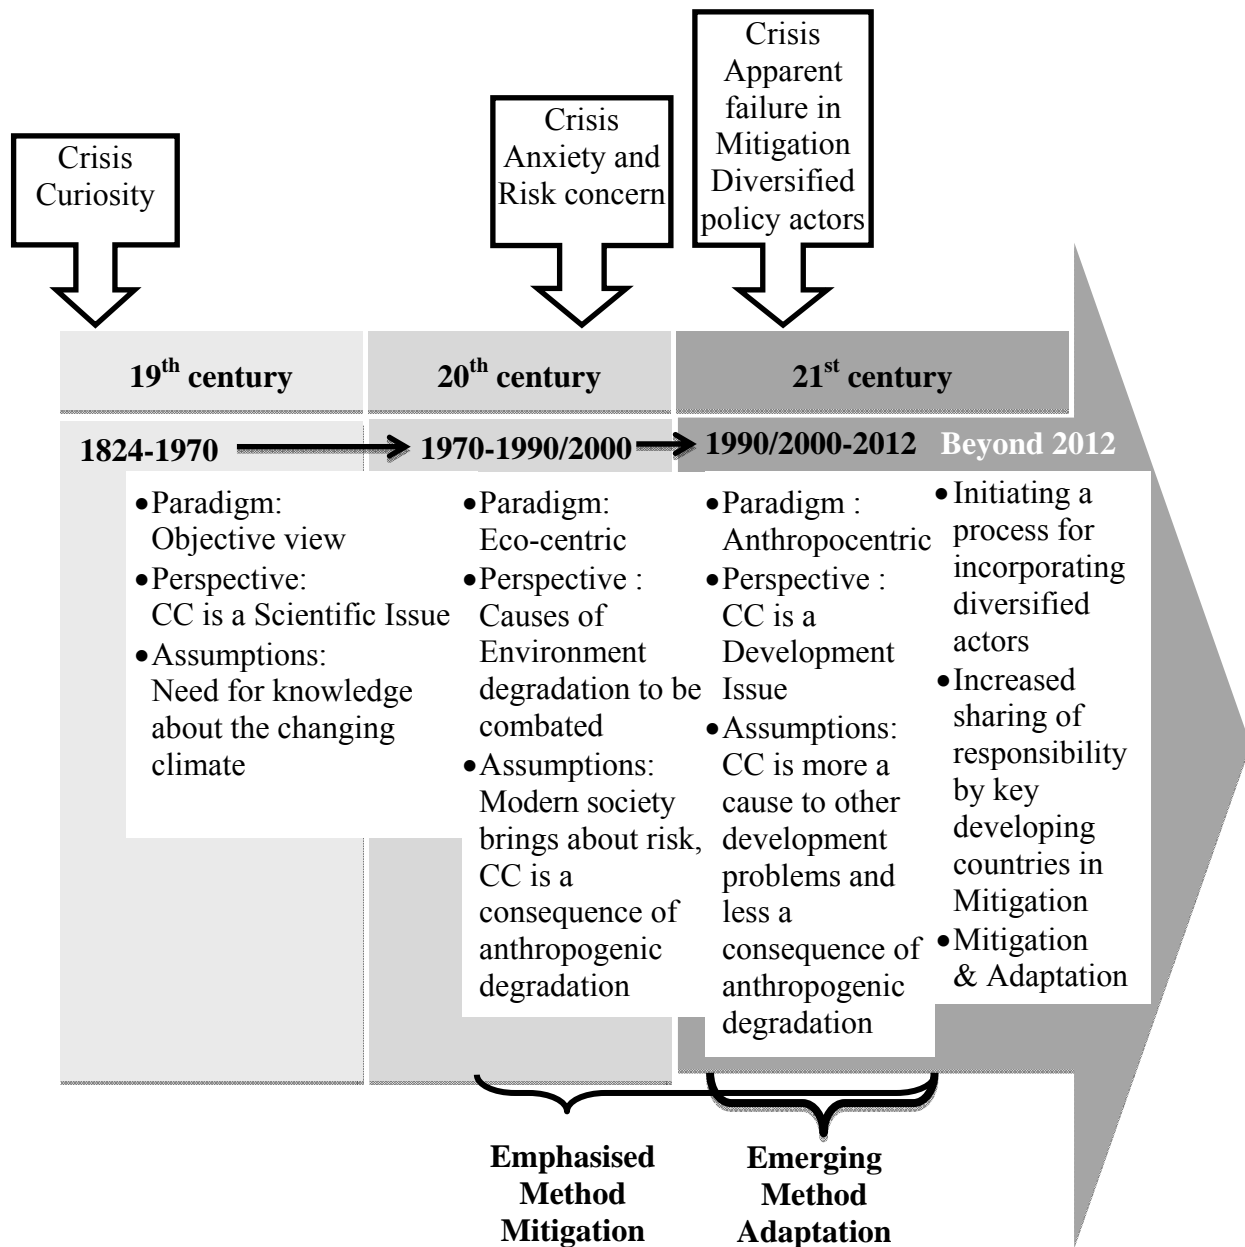 Crisis
Curiosity
Crisis
Anxiety and
Risk concern
Crisis
Apparent
failure in
Mitigation
Diversified
policy actors
19th century
20th century
21st century
1824-1970
1970-1990/2000
1990/2000-2012
Beyond 2012
•Paradigm:
Objective view
•Perspective:
CC is a Scientific Issue
•Assumptions:
Need for knowledge
about the changing
climate
•Paradigm:
Eco-centric
•Perspective :
Causes of
Environment
degradation to be
combated
•Assumptions:
Modern society
brings about risk,
CC is a
consequence of
anthropogenic
degradation
•Paradigm :
Anthropocentric
•Perspective :
CC is a
Development
Issue
•Assumptions:
CC is more a
cause to other
development
problems and
less a
consequence of
anthropogenic
degradation
•Initiating a
process for
incorporating
diversified
actors
•Increased
sharing of
responsibility
by key
developing
countries in
Mitigation
•Mitigation
& Adaptation
Emphasised
Method
Mitigation
Emerging
Method
Adaptation